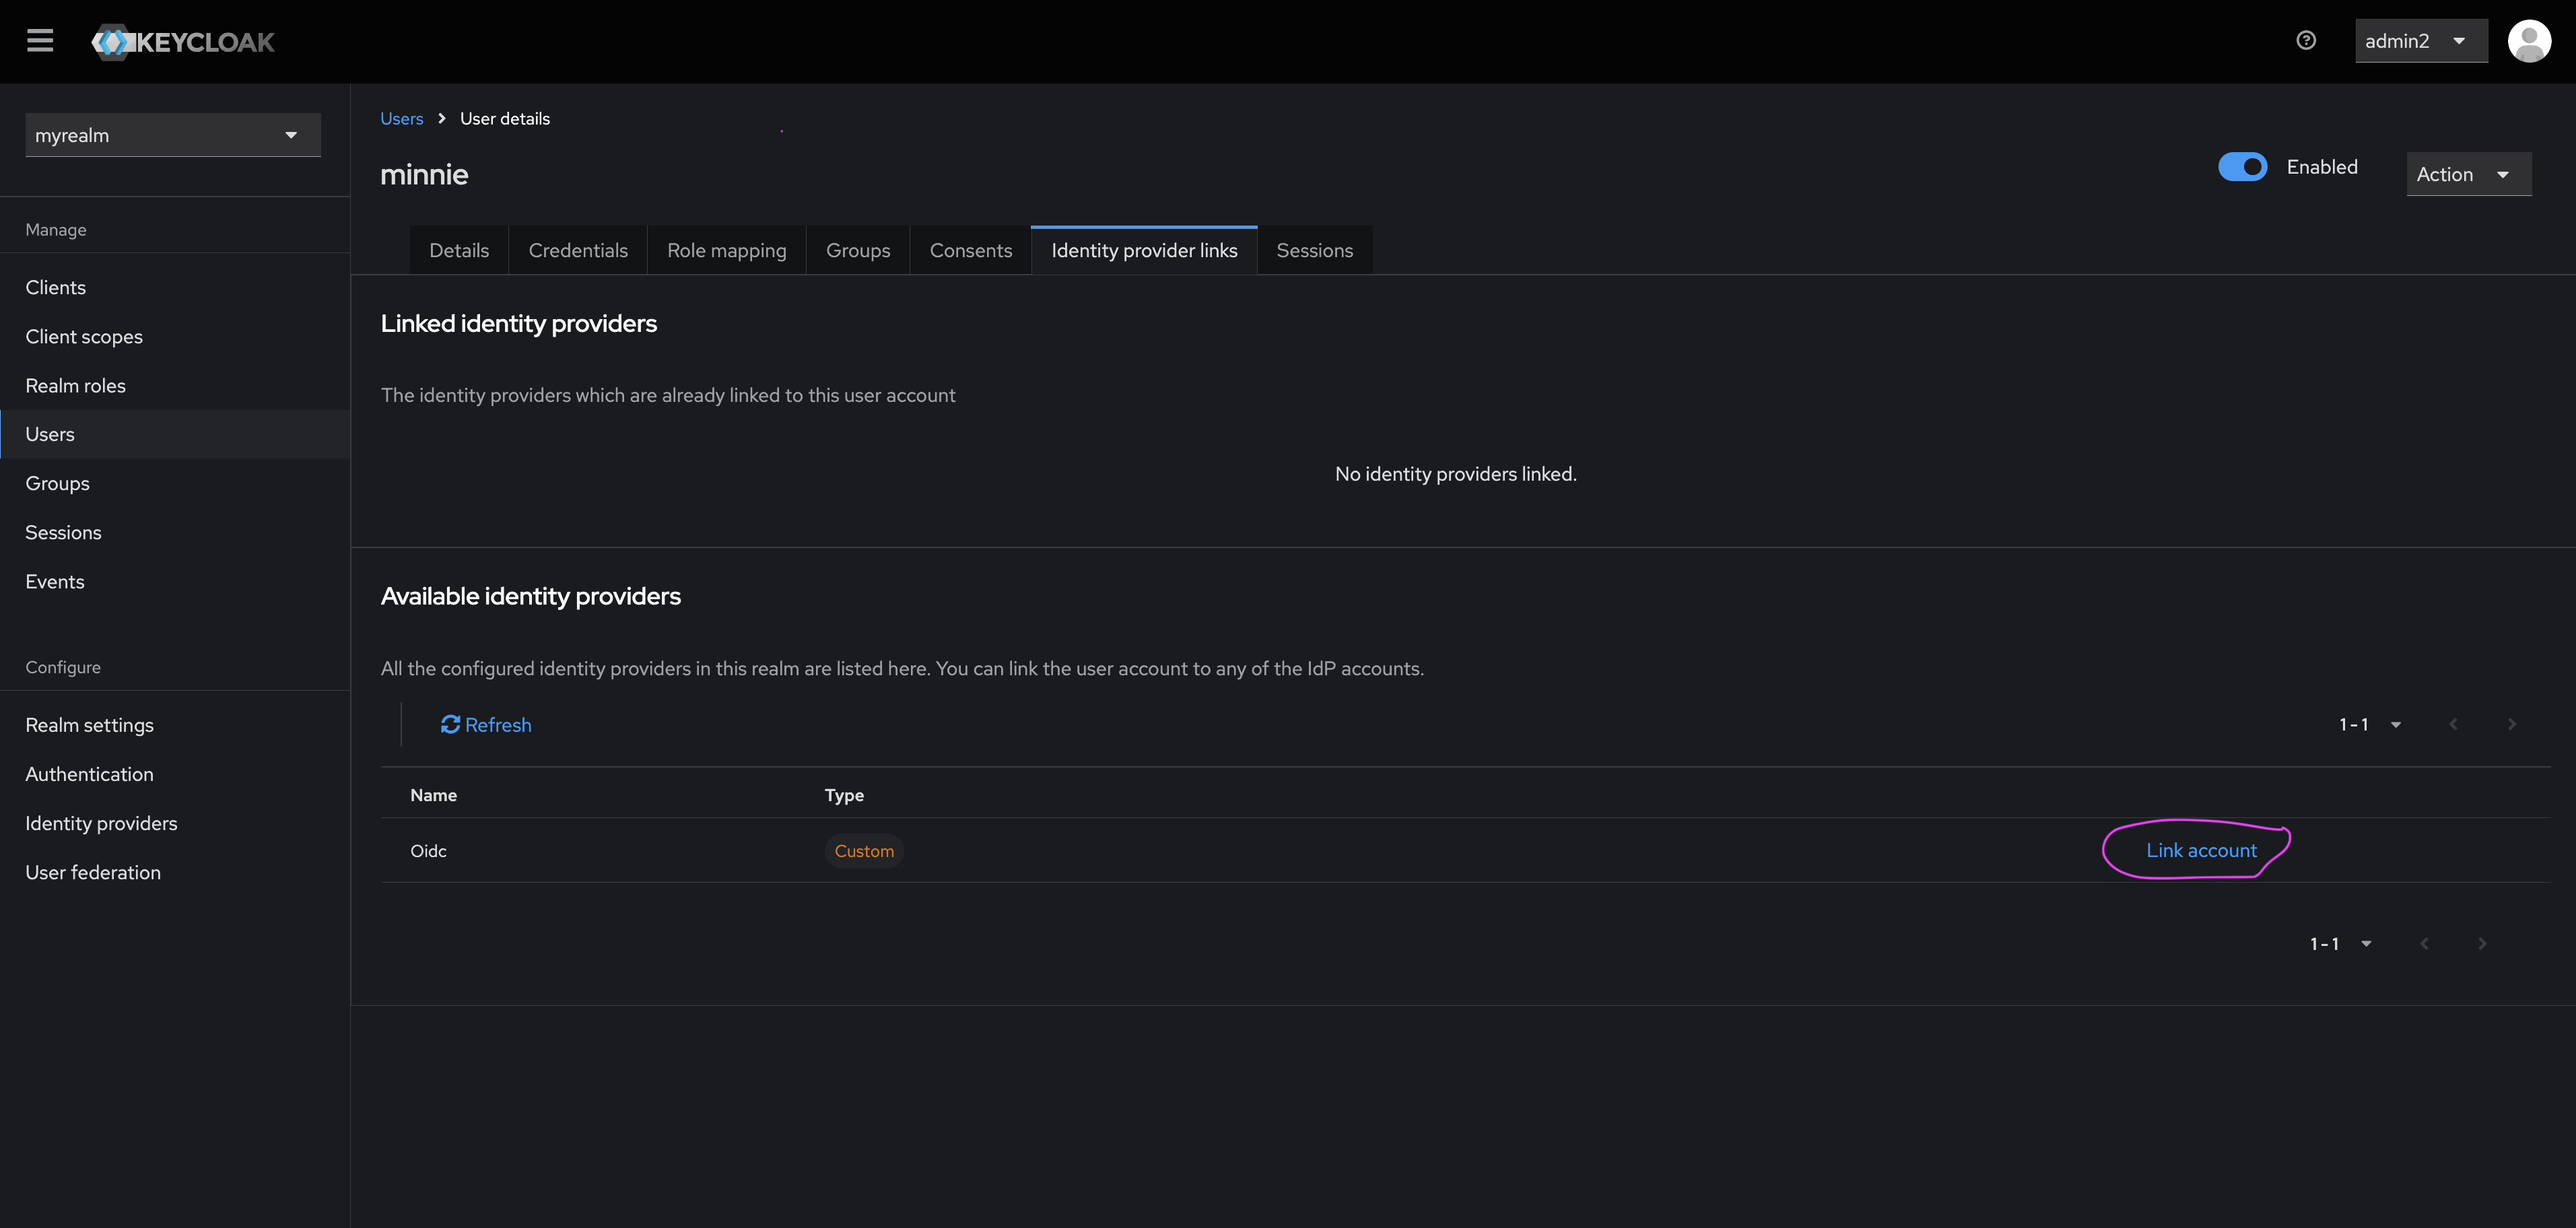 KEYCLOAK
admin2
myrealm
Manage
Clients
Client scopes
Realm roles
Users
Groups
Sessions
Events
Configure
Realm settings
Authentication
Identity providers
User federation
Users User details
minnie
Enabled
Action
Details Credentials Role mapping Groups Consents Identity provider links Sessions
Linked identity providers
The identity providers which are already linked to this user account
No identity providers linked.
Available identity providers
All the configured identity providers in this realm are listed here. You can link the user account to any of the IdP accounts.
Refresh
1 - 1
Name Type
Oidc Custom Link account
1 - 1